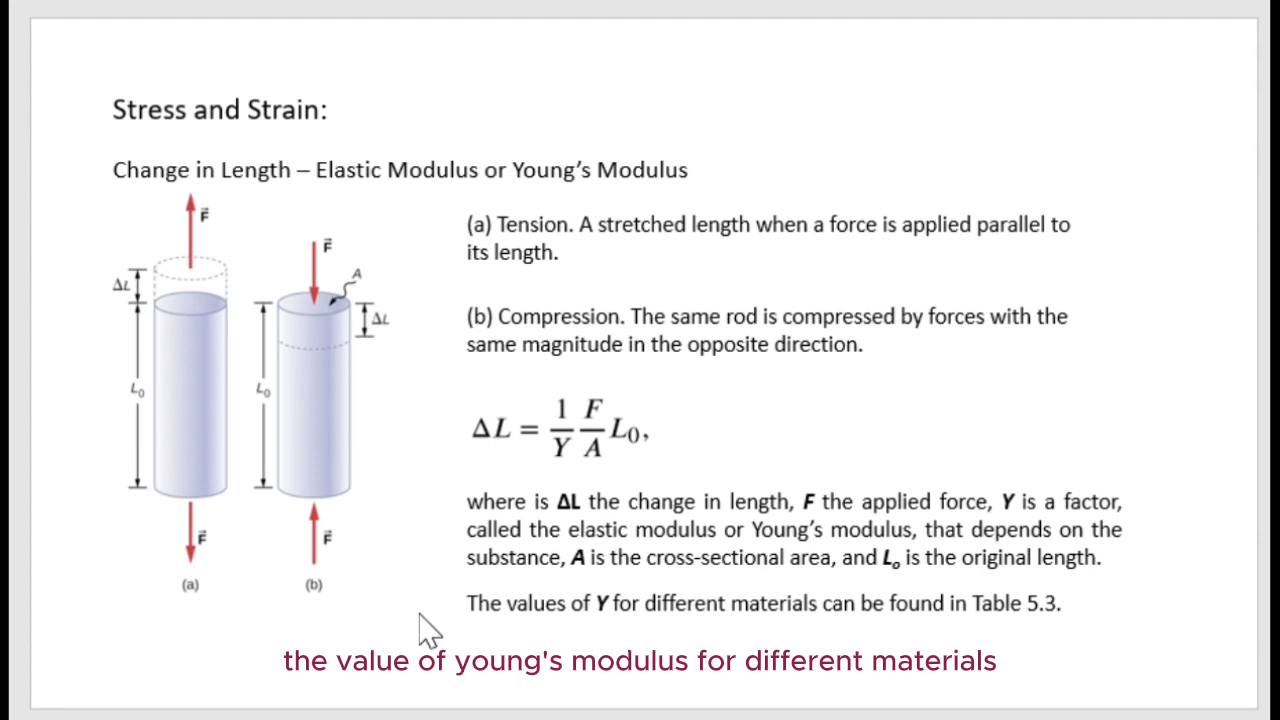 Stress and Strain:
Change in Length – Elastic Modulus or Young's Modulus
F
F
ΔL
A
ΔL
L₀
L₀
F
F
(a)
(b)
(a) Tension. A stretched length when a force is applied parallel to
its length.
(b) Compression. The same rod is compressed by forces with the
same magnitude in the opposite direction.
ΔL = 1/Y F/A L₀,
where is ΔL the change in length, F the applied force, Y is a factor,
called the elastic modulus or Young's modulus, that depends on the
substance, A is the cross-sectional area, and Lₒ is the original length.
The values of Y for different materials can be found in Table 5.3.
the value of young's modulus for different materials